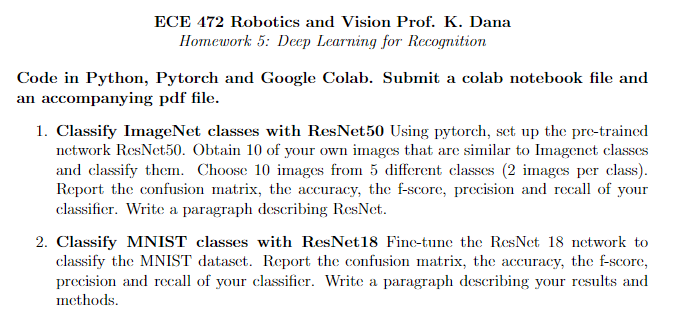 ECE 472 Robotics and Vision Prof. K. Dana
Homework 5: Deep Learning for Recognition
Code in Python, Pytorch and Google Colab. Submit a colab notebook file and
an accompanying pdf file.
1. Classify ImageNet classes with ResNet50 Using pytorch, set up the pre-trained
network ResNet50. Obtain 10 of your own images that are similar to Imagenet classes
and classify them. Choose 10 images from 5 different classes (2 images per class).
Report the confusion matrix, the accuracy, the f-score, precision and recall of your
classifier. Write a paragraph describing ResNet.
2. Classify MNIST classes with ResNet18 Fine-tune the ResNet 18 network to
classify the MNIST dataset. Report the confusion matrix, the accuracy, the f-score,
precision and recall of your classifier. Write a paragraph describing your results and
methods.